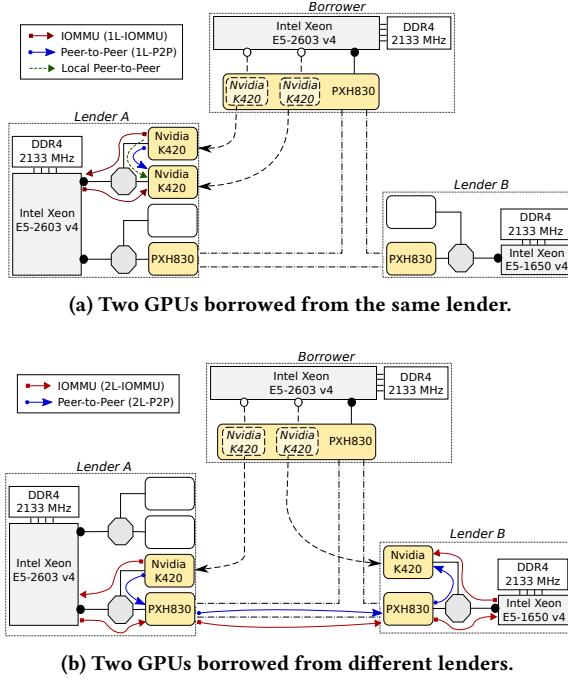 Borrower
Intel Xeon
E5-2603 v4
DDR4
2133 MHz
Nvidia
K420
Nvidia
K420
PXH830
IOMMU (1L-IOMMU)
Peer-to-Peer (1L-P2P)
Local Peer-to-Peer
Lender A
DDR4
2133 MHz
Nvidia
K420
Nvidia
K420
Intel Xeon
E5-2603 v4
PXH830
Lender B
DDR4
2133 MHz
PXH830
Intel Xeon
E5-1650 v4
(a) Two GPUs borrowed from the same lender.
Borrower
Intel Xeon
E5-2603 v4
DDR4
2133 MHz
Nvidia
K420
Nvidia
K420
PXH830
IOMMU (2L-IOMMU)
Peer-to-Peer (2L-P2P)
Lender A
DDR4
2133 MHz
Intel Xeon
E5-2603 v4
Nvidia
K420
PXH830
Lender B
Nvidia
K420
DDR4
2133 MHz
PXH830
Intel Xeon
E5-1650 v4
(b) Two GPUs borrowed from different lenders.